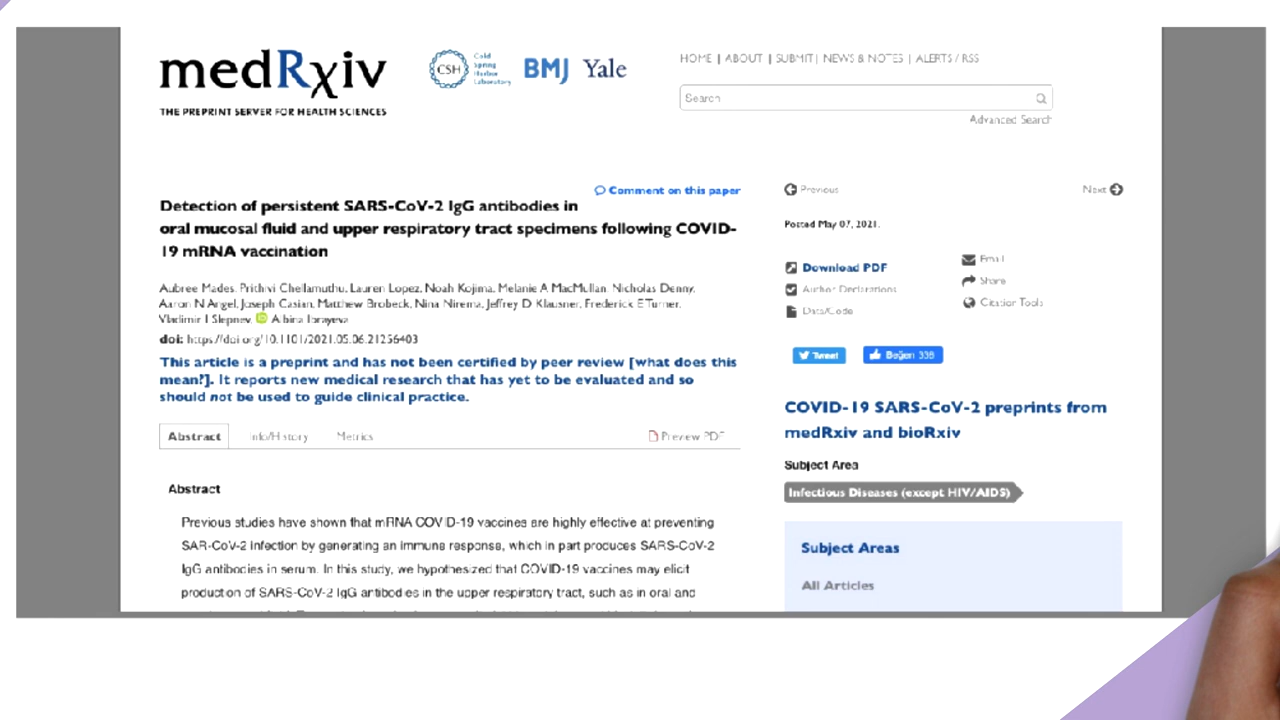 medRxiv
THE PREPRINT SERVER FOR HEALTH SCIENCES
CSH Cold Spring Harbor Laboratory
BMJ Yale
HOME | ABOUT | SUBMIT | NEWS & NOTES | ALERTS / RSS
Search
Advanced Search
Comment on this paper
Detection of persistent SARS-CoV-2 IgG antibodies in
oral mucosal fluid and upper respiratory tract specimens following COVID-
19 mRNA vaccination
Aubree Mades, Prithivi Chellamuthu, Lauren Lopez, Noah Kojima, Melanie A MacMullan, Nicholas Denny,
Aaron N Angel, Joseph Casian, Matthew Brobeck, Nina Nirema, Jeffrey D Klausner, Frederick E Turner,
Vladimir I Slepnev, Albina Ibrayeva
doi: https://doi.org/10.1101/2021.05.06.21256403
This article is a preprint and has not been certified by peer review [what does this
mean?]. It reports new medical research that has yet to be evaluated and so
should not be used to guide clinical practice.
Abstract Info/History Metrics Preview PDF
Abstract
Previous studies have shown that mRNA COVID-19 vaccines are highly effective at preventing
SAR-CoV-2 infection by generating an immune response, which in part produces SARS-CoV-2
IgG antibodies in serum. In this study, we hypothesized that COVID-19 vaccines may elicit
production of SARS-CoV-2 IgG antibodies in the upper respiratory tract, such as in oral and
Previous Next
Posted May 07, 2021.
Download PDF
Author Declarations
Data/Code
Email
Share
Citation Tools
Tweet Beğen 338
COVID-19 SARS-CoV-2 preprints from
medRxiv and bioRxiv
Subject Area
Infectious Diseases (except HIV/AIDS)
Subject Areas
All Articles